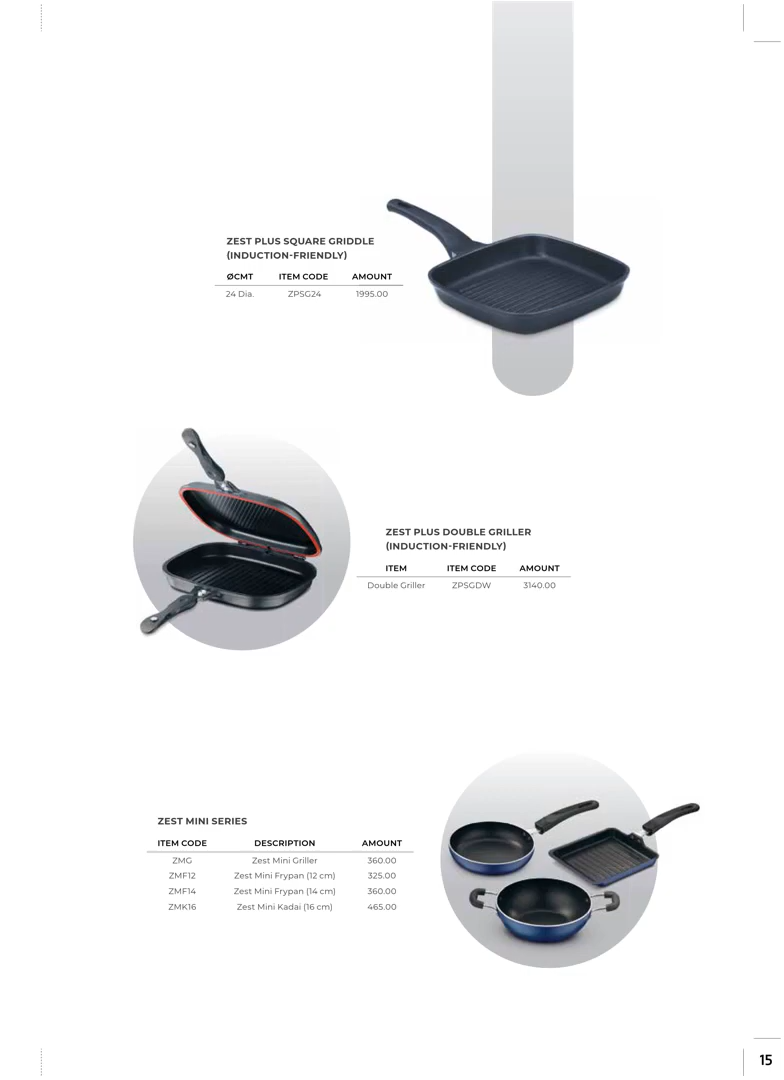 ZEST PLUS SQUARE GRIDDLE
(INDUCTION-FRIENDLY)
ØCMT ITEM CODE AMOUNT
24 Dia. ZPSG24 1995.00
ZEST PLUS DOUBLE GRILLER
(INDUCTION-FRIENDLY)
ITEM ITEM CODE AMOUNT
Double Griller ZPSGDW 3140.00
ZEST MINI SERIES
ITEM CODE DESCRIPTION AMOUNT
ZMG Zest Mini Griller 360.00
ZMF12 Zest Mini Frypan (12 cm) 325.00
ZMF14 Zest Mini Frypan (14 cm) 360.00
ZMK16 Zest Mini Kadai (16 cm) 465.00
15